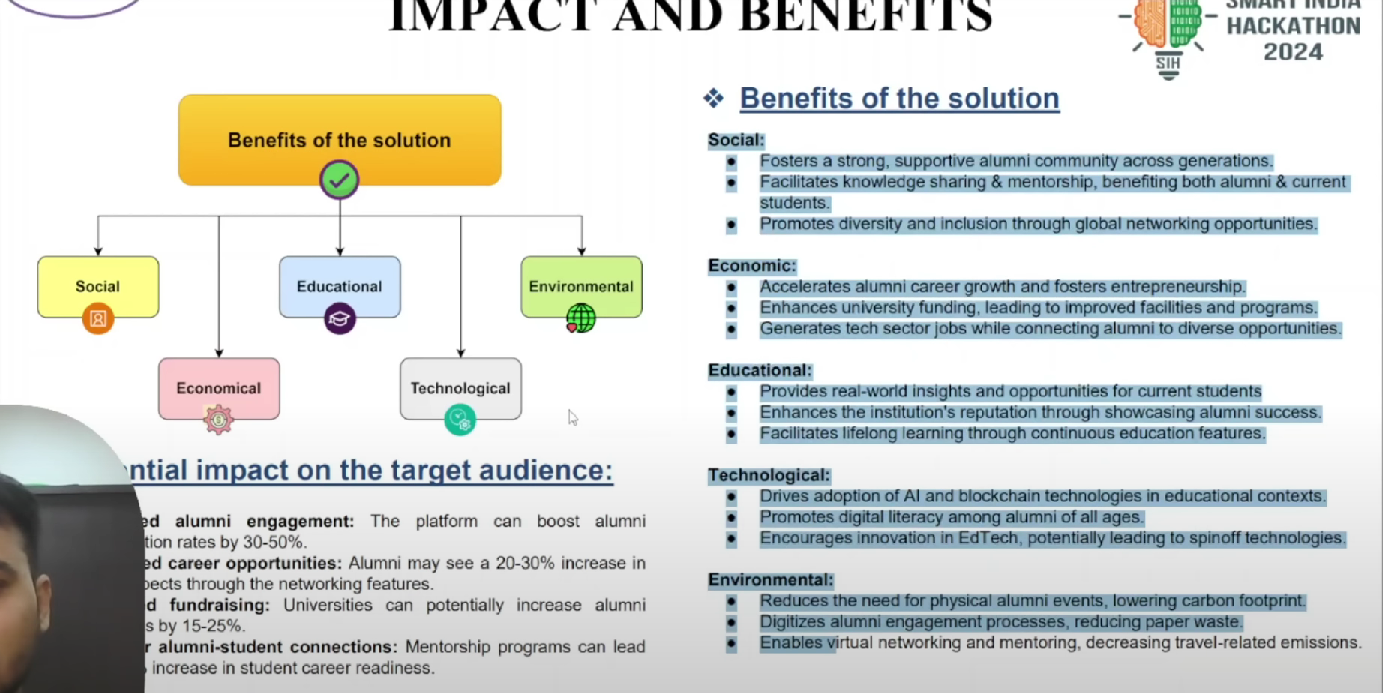 IMPACT AND BENEFITS
SMART INDIA
HACKATHON
2024
SIH
Benefits of the solution
Social
Educational
Environmental
Economical
Technological
ntial impact on the target audience:
ed alumni engagement: The platform can boost alumni
tion rates by 30-50%.
ed career opportunities: Alumni may see a 20-30% increase in
pects through the networking features.
d fundraising: Universities can potentially increase alumni
s by 15-25%.
r alumni-student connections: Mentorship programs can lead
increase in student career readiness.
❖ Benefits of the solution
Social:
● Fosters a strong, supportive alumni community across generations.
● Facilitates knowledge sharing & mentorship, benefiting both alumni & current
students.
● Promotes diversity and inclusion through global networking opportunities.
Economic:
● Accelerates alumni career growth and fosters entrepreneurship.
● Enhances university funding, leading to improved facilities and programs.
● Generates tech sector jobs while connecting alumni to diverse opportunities.
Educational:
● Provides real-world insights and opportunities for current students
● Enhances the institution's reputation through showcasing alumni success.
● Facilitates lifelong learning through continuous education features.
Technological:
● Drives adoption of AI and blockchain technologies in educational contexts.
● Promotes digital literacy among alumni of all ages.
● Encourages innovation in EdTech, potentially leading to spinoff technologies.
Environmental:
● Reduces the need for physical alumni events, lowering carbon footprint.
● Digitizes alumni engagement processes, reducing paper waste.
● Enables virtual networking and mentoring, decreasing travel-related emissions.